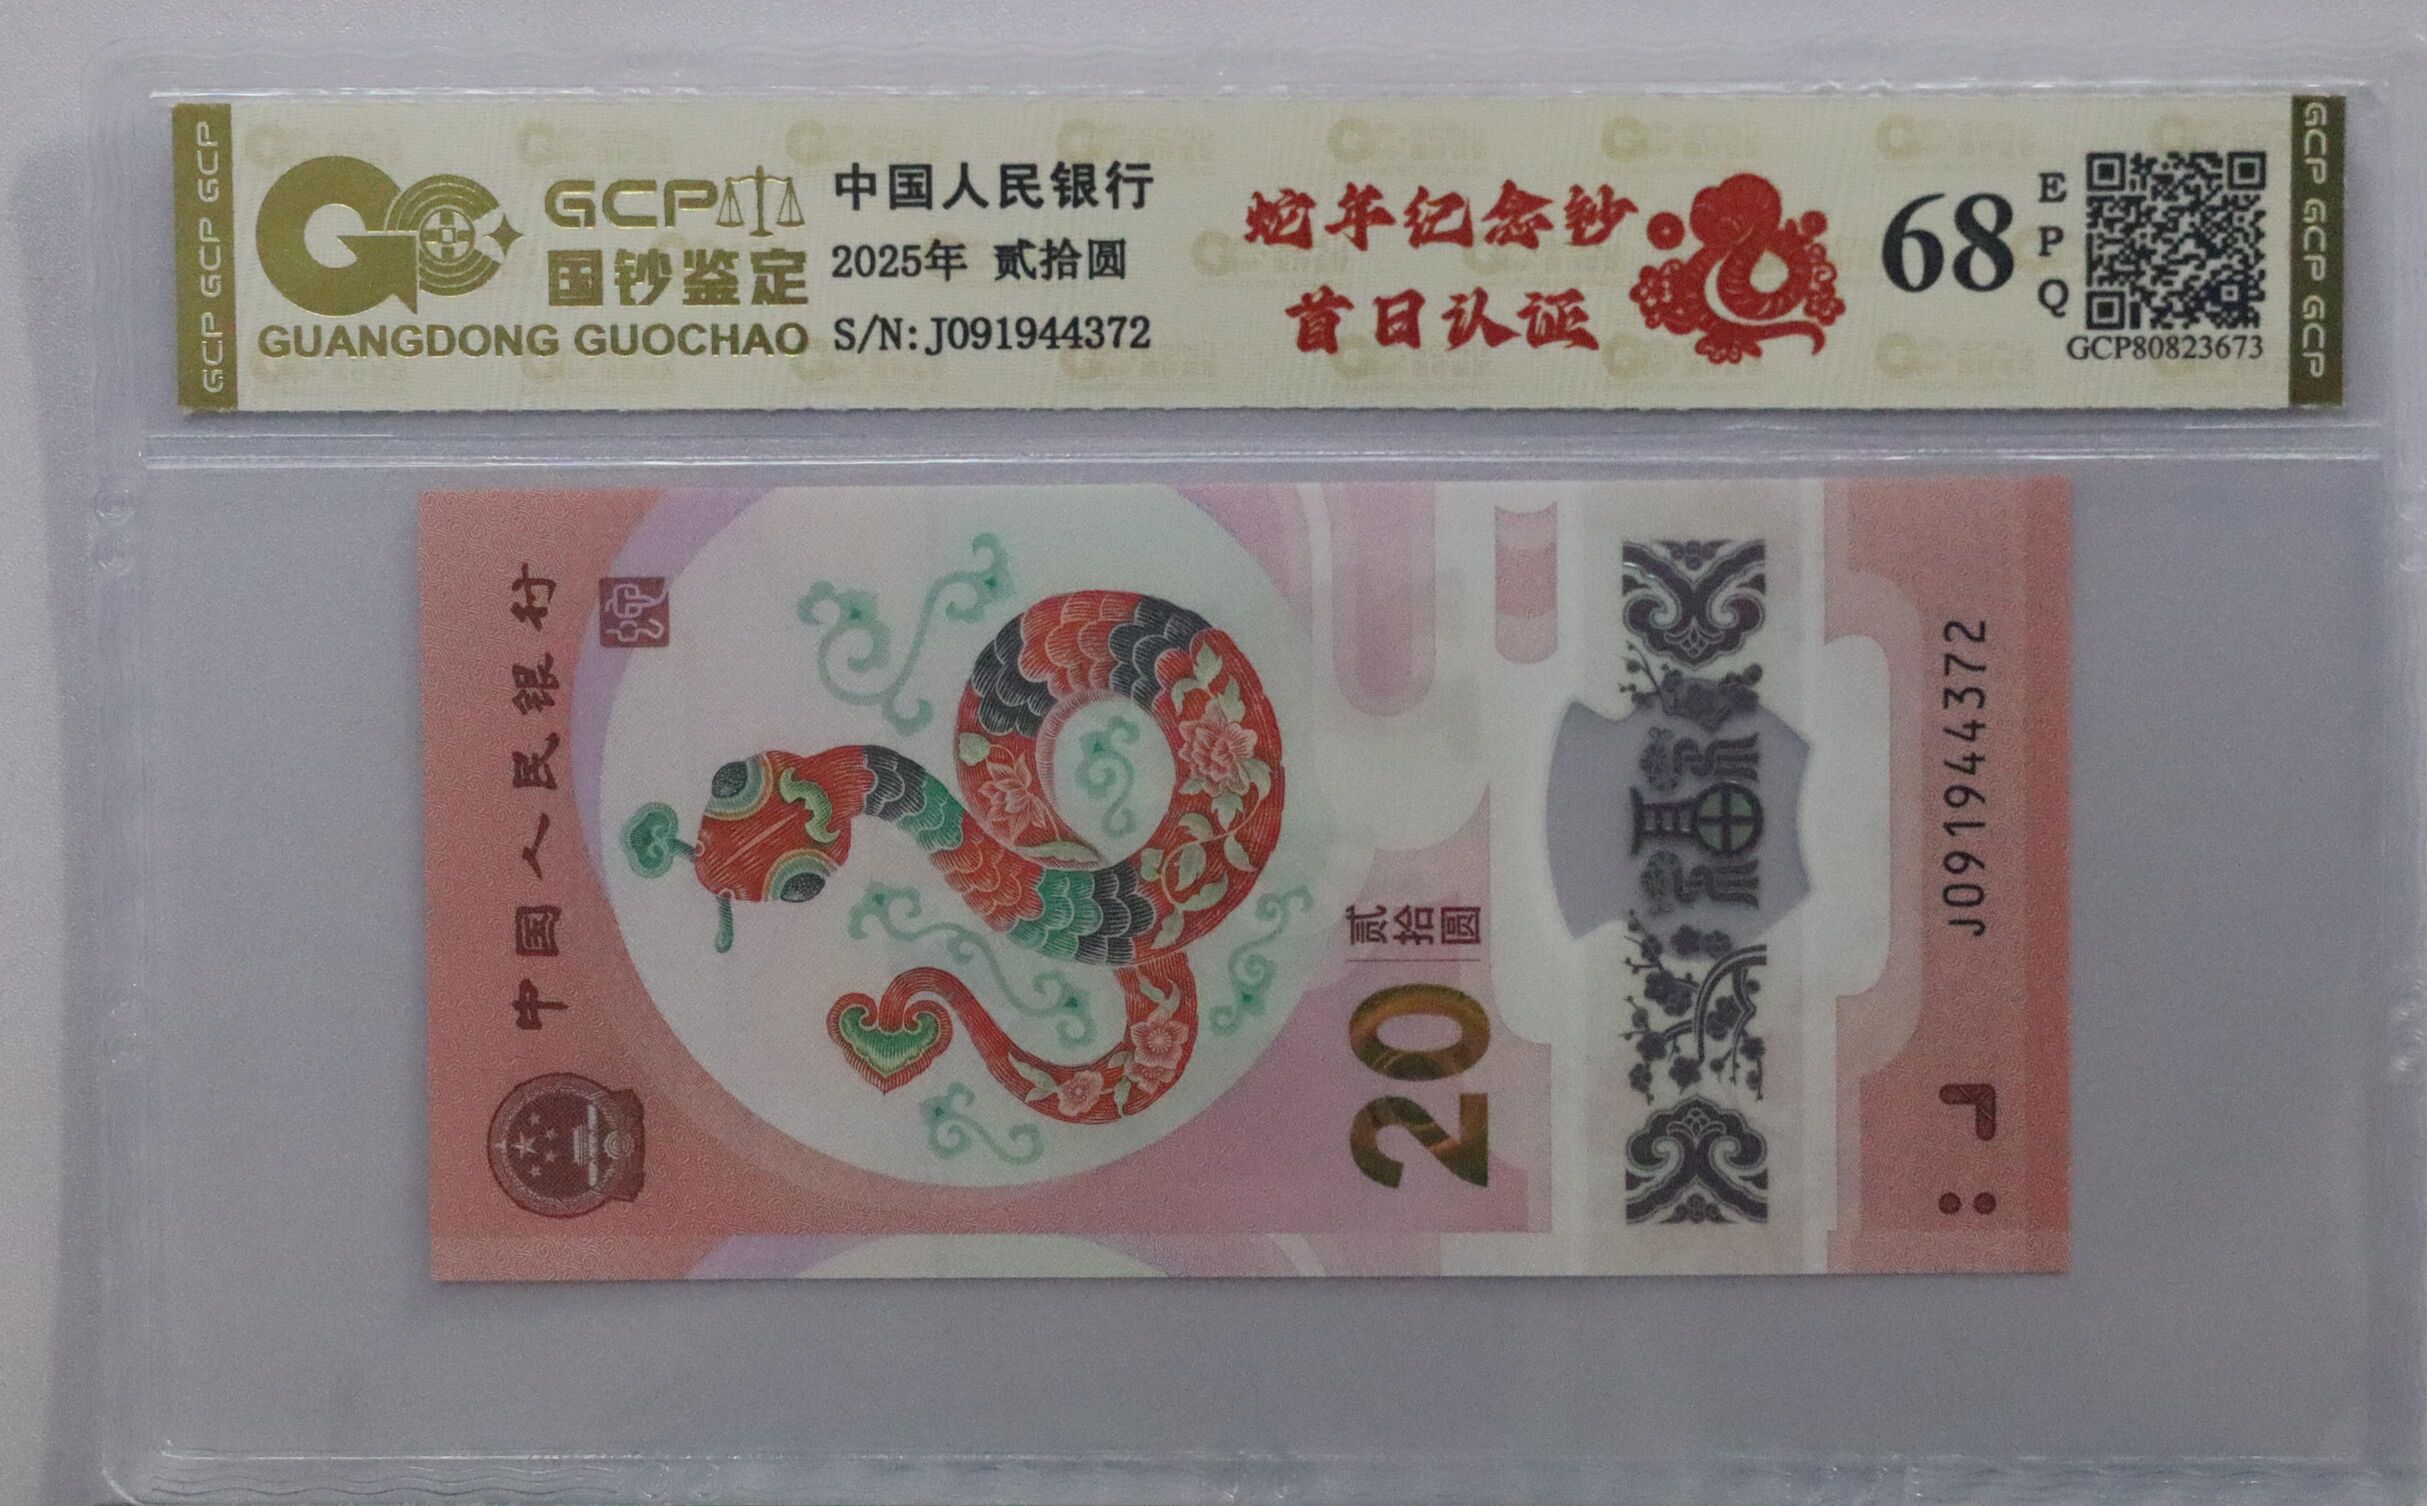 GCP GCP GCP
GCP
国钞鉴定
GUANGDONG GUOCHAO
中国人民银行
2025年 贰拾圆
S/N:J091944372
蛇年纪念钞
首日认证
68
EPQ
GCP80823673
GCP GCP GCP
中国人民银行
20
贰拾圆
福
J091944372